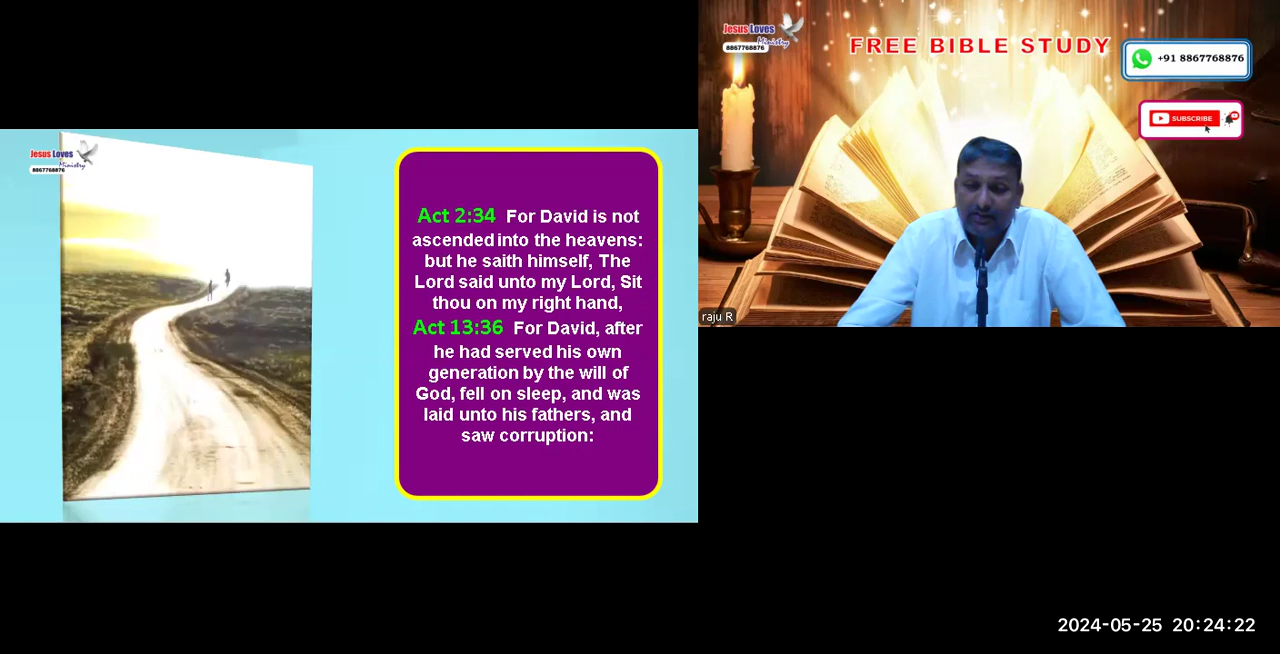 Jesus Loves
Ministry
8867768876
Act 2:34 For David is not
ascended into the heavens:
but he saith himself, The
Lord said unto my Lord, Sit
thou on my right hand,
Act 13:36 For David, after
he had served his own
generation by the will of
God, fell on sleep, and was
laid unto his fathers, and
saw corruption:
Jesus Loves
Ministry
8867768876
FREE BIBLE STUDY
+91 8867768876
SUBSCRIBE
raju R
2024-05-25 20:24:22